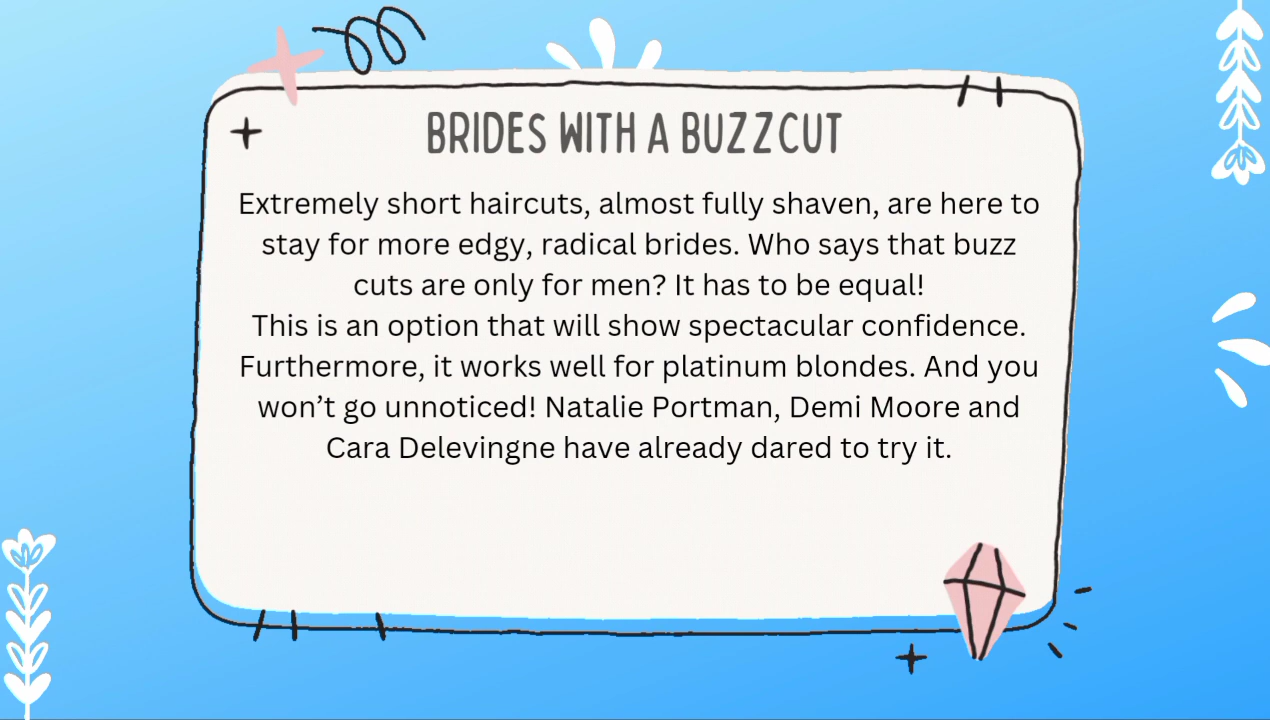 BRIDES WITH A BUZZCUT
Extremely short haircuts, almost fully shaven, are here to
stay for more edgy, radical brides. Who says that buzz
cuts are only for men? It has to be equal!
This is an option that will show spectacular confidence.
Furthermore, it works well for platinum blondes. And you
won’t go unnoticed! Natalie Portman, Demi Moore and
Cara Delevingne have already dared to try it.